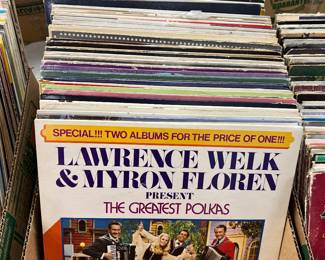 SPECIAL!!! TWO ALBUMS FOR THE PRICE OF ONE!!!
LAWRENCE WELK
& MYRON FLOREN
PRESENT
THE GREATEST POLKAS